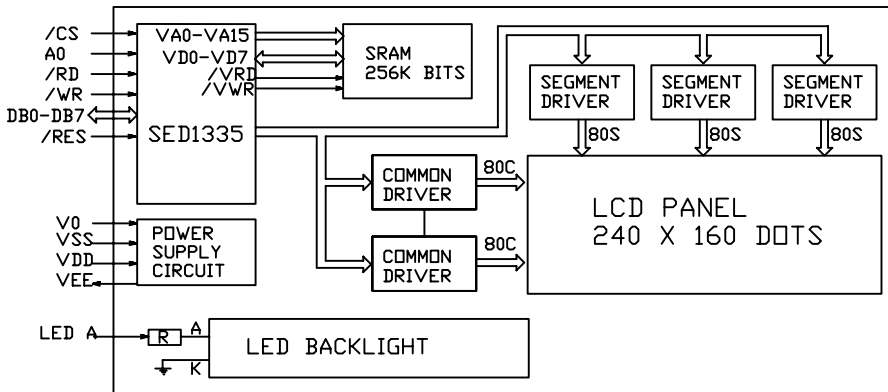 /CS
A0
/RD
/WR
DB0-DB7
/RES
VA0-VA15
VD0-VD7
/VRD
/VWR
SED1335
SRAM
256K BITS
SEGMENT
DRIVER
SEGMENT
DRIVER
SEGMENT
DRIVER
80S
80S
80S
COMMON
DRIVER
80C
COMMON
DRIVER
80C
LCD PANEL
240 X 160 DOTS
V0
VSS
VDD
VEE
POWER
SUPPLY
CIRCUIT
LED A
R
A
K
LED BACKLIGHT